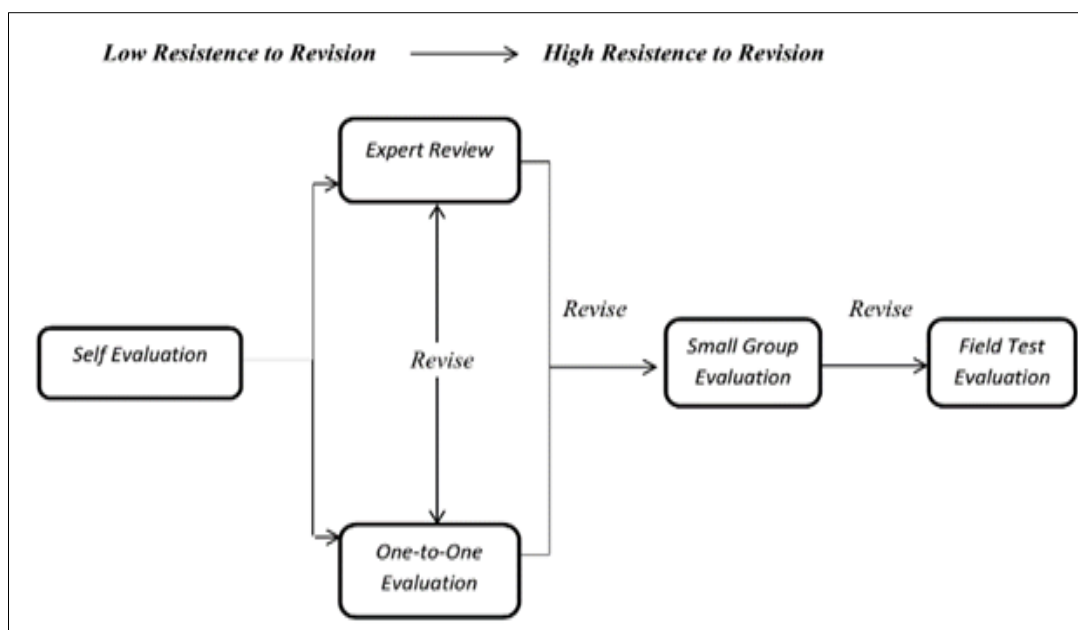 Low Resistence to Revision
High Resistence to Revision
Expert Review
Revise
Revise
Self Evaluation
Revise
Small Group
Evaluation
Field Test
Evaluation
One-to-One
Evaluation